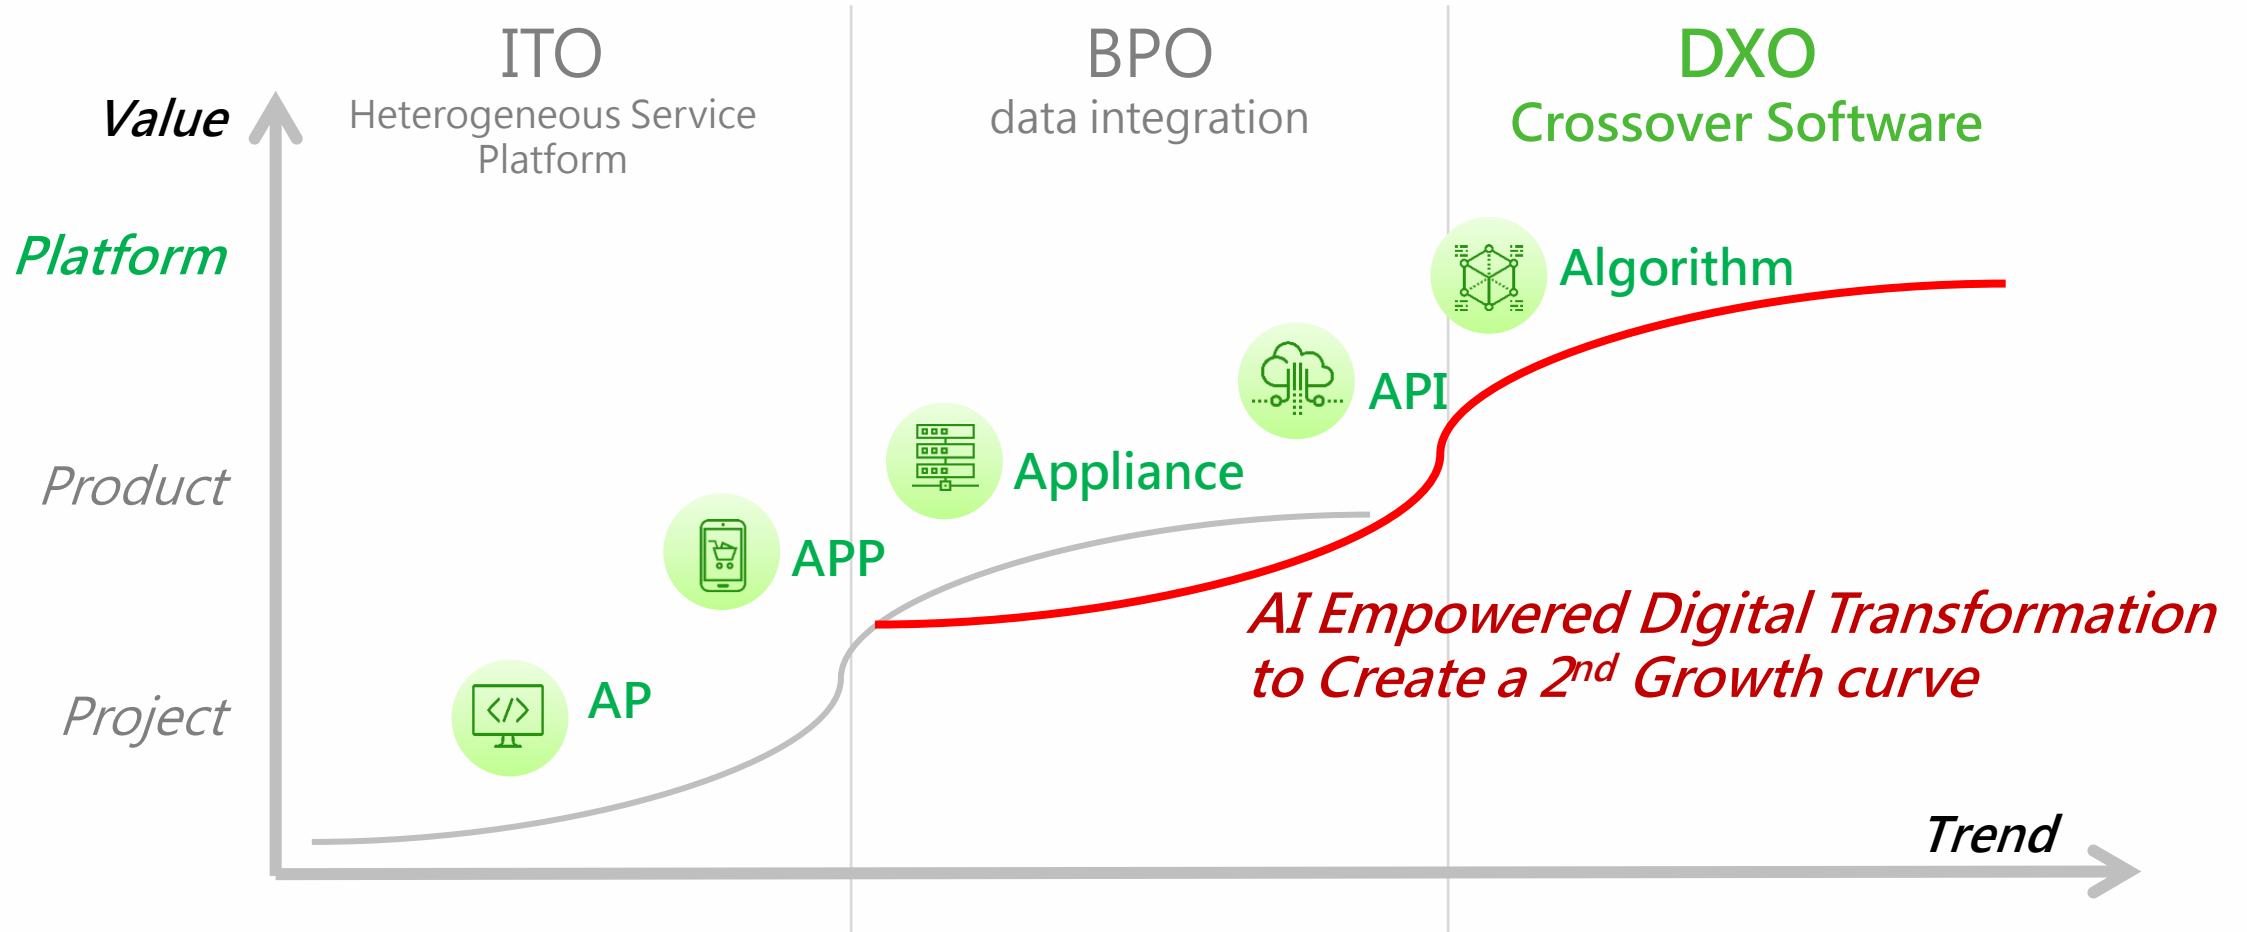 ITO
Heterogeneous Service
Platform
BPO
data integration
DXO
Crossover Software
Value
Platform
Product
Project
AP
APP
Appliance
API
Algorithm
AI Empowered Digital Transformation
to Create a 2nd Growth curve
Trend